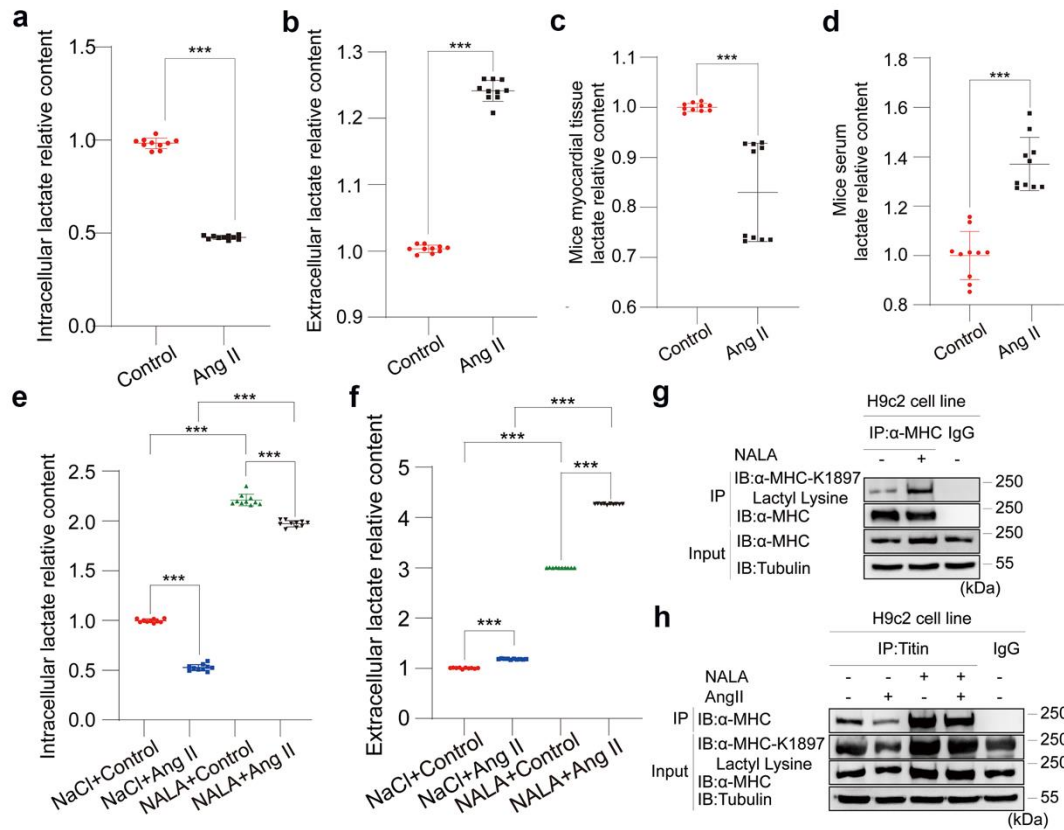 a
Intracellular lactate relative content
1.5
1.0
0.5
0.0
***
Control
Ang II
b
Extracellular lactate relative content
1.3
1.2
1.1
1.0
0.9
***
Control
Ang II
c
Mice myocardial tissue
lactate relative content
1.1
1.0
0.9
0.8
0.7
0.6
***
Control
Ang II
d
Mice serum
lactate relative content
1.8
1.6
1.4
1.2
1.0
0.8
***
Control
Ang II
e
Intracellular lactate relative content
2.5
2.0
1.5
1.0
0.5
0.0
***
***
***
***
NaCl+Control
NaCl+Ang II
NALA+Control
NALA+Ang II
f
Extracellular lactate relative content
5
4
3
2
1
0
***
***
***
***
NaCl+Control
NaCl+Ang II
NALA+Control
NALA+Ang II
g
H9c2 cell line
IP:α-MHC IgG
NALA - + -
IP
IB:α-MHC-K1897
Lactyl Lysine
250
IB:α-MHC
250
Input
IB:α-MHC
250
IB:Tubulin
55
(kDa)
h
H9c2 cell line
IP:Titin IgG
NALA - - + + -
AngII - + - + -
IP IB:α-MHC 250
Input
IB:α-MHC-K1897
Lactyl Lysine
250
IB:α-MHC
250
IB:Tubulin
55
(kDa)